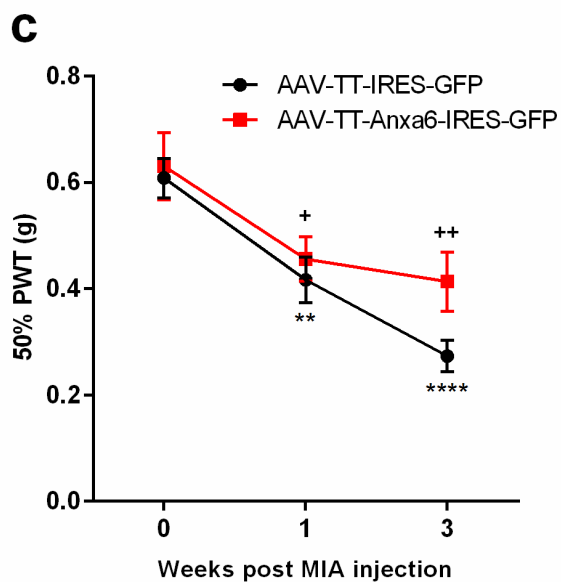 c
0.8
AAV-TT-IRES-GFP
AAV-TT-Anxa6-IRES-GFP
0.6
+
++
0.4
**
****
0.2
0.0
50% PWT (g)
0 1 3
Weeks post MIA injection